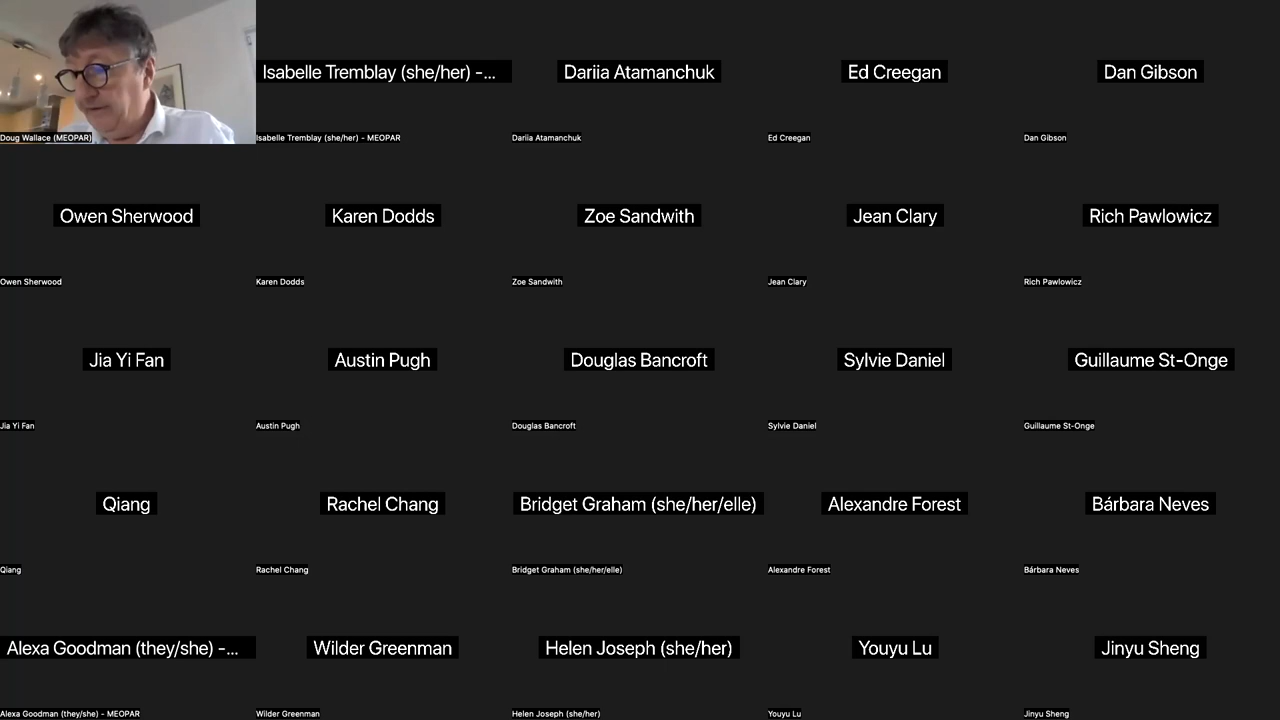 Doug Wallace (MEOPAR)
Isabelle Tremblay (she/her) -...
Isabelle Tremblay (she/her) - MEOPAR
Dariia Atamanchuk
Dariia Atamanchuk
Ed Creegan
Ed Creegan
Dan Gibson
Dan Gibson
Owen Sherwood
Owen Sherwood
Karen Dodds
Karen Dodds
Zoe Sandwith
Zoe Sandwith
Jean Clary
Jean Clary
Rich Pawlowicz
Rich Pawlowicz
Jia Yi Fan
Jia Yi Fan
Austin Pugh
Austin Pugh
Douglas Bancroft
Douglas Bancroft
Sylvie Daniel
Sylvie Daniel
Guillaume St-Onge
Guillaume St-Onge
Qiang
Qiang
Rachel Chang
Rachel Chang
Bridget Graham (she/her/elle)
Bridget Graham (she/her/elle)
Alexandre Forest
Alexandre Forest
Bárbara Neves
Bárbara Neves
Alexa Goodman (they/she) -...
Alexa Goodman (they/she) - MEOPAR
Wilder Greenman
Wilder Greenman
Helen Joseph (she/her)
Helen Joseph (she/her)
Youyu Lu
Youyu Lu
Jinyu Sheng
Jinyu Sheng